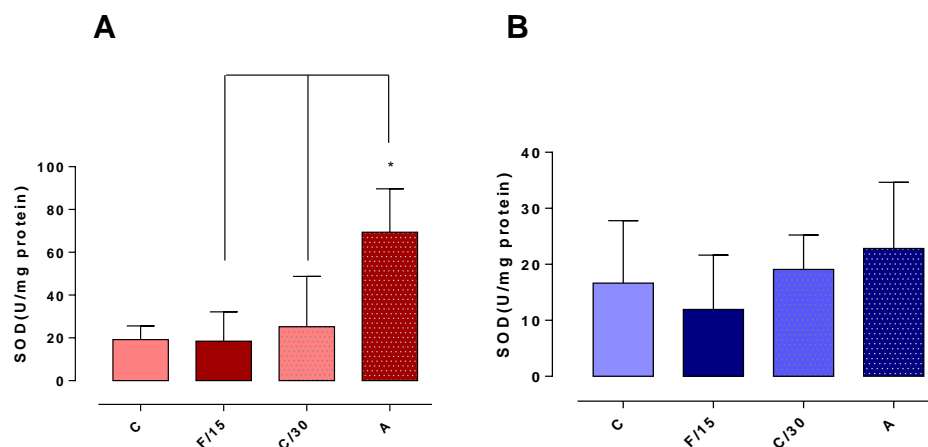 A
B
SOD(U/mg protein)
100
80
60
40
20
0
*
C
F/15
C/30
A
SOD(U/mg protein)
40
30
20
10
0
C
F/15
C/30
A